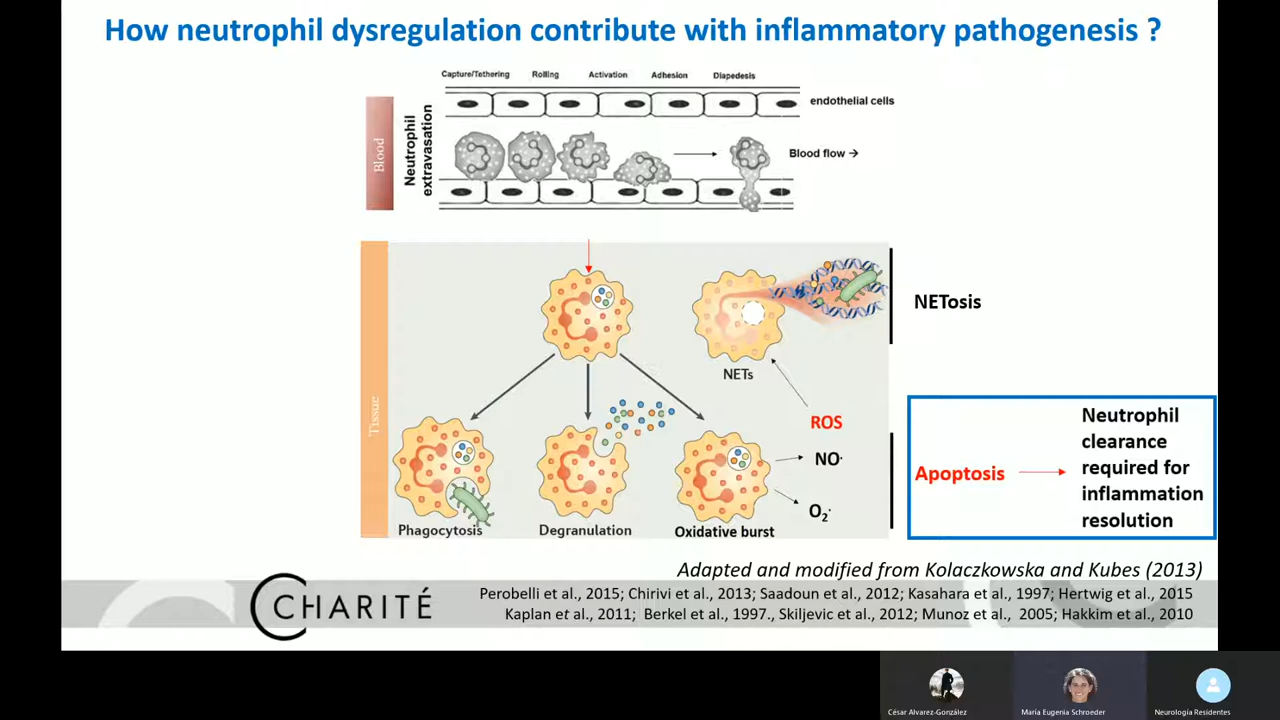 How neutrophil dysregulation contribute with inflammatory pathogenesis ?
Capture/Tethering Rolling Activation Adhesion Diapedesis
endothelial cells
Blood
Neutrophil
extravasation
Blood flow →
Tissue
NETs
NETosis
ROS
NO·
O2·
Phagocytosis
Degranulation
Oxidative burst
Apoptosis
Neutrophil
clearance
required for
inflammation
resolution
Adapted and modified from Kolaczkowska and Kubes (2013)
CHARITÉ
Perobelli et al., 2015; Chirivi et al., 2013; Saadoun et al., 2012; Kasahara et al., 1997; Hertwig et al., 2015
Kaplan et al., 2011; Berkel et al., 1997., Skiljevic et al., 2012; Munoz et al., 2005; Hakkim et al., 2010
César Alvarez-González
María Eugenia Schroeder
Neurología Residentes